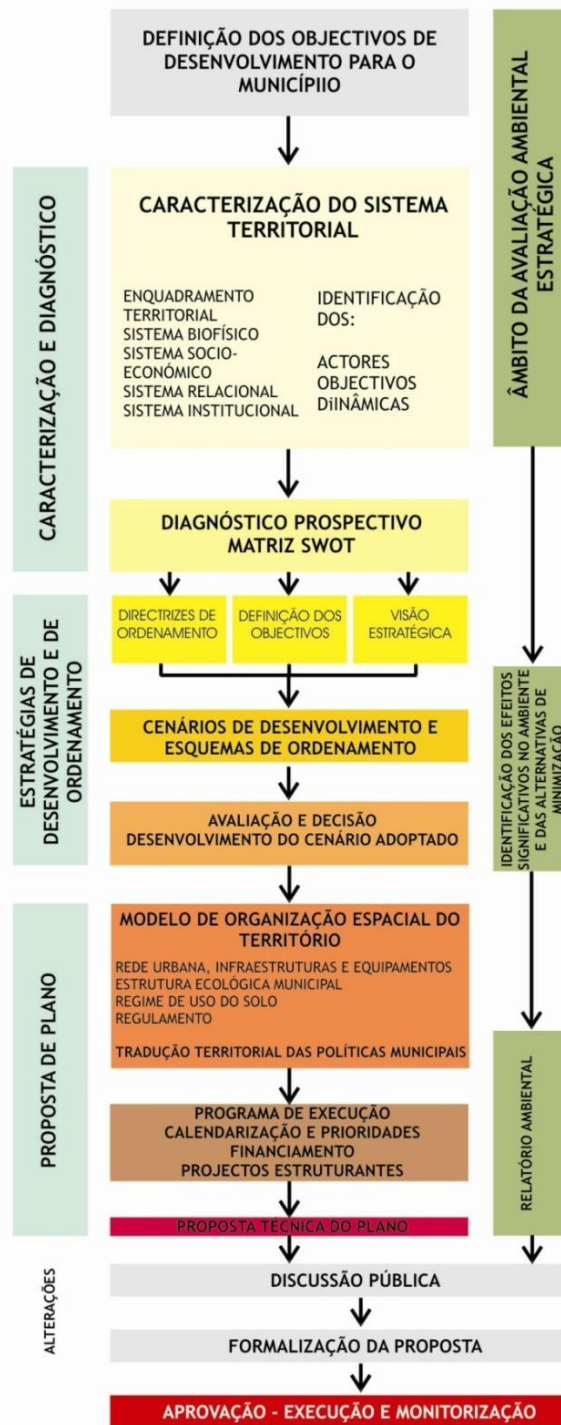 DEFINIÇÃO DOS OBJECTIVOS DE
DESENVOLVIMENTO PARA O
MUNICÍPIIO
ÂMBITO DA AVALIAÇÃO AMBIENTAL
ESTRATÉGICA
CARACTERIZAÇÃO E DIAGNÓSTICO
CARACTERIZAÇÃO DO SISTEMA
TERRITORIAL
ENQUADRAMENTO
TERRITORIAL
SISTEMA BIOFÍSICO
SISTEMA SOCIO-
ECONÓMICO
SISTEMA RELACIONAL
SISTEMA INSTITUCIONAL
IDENTIFICAÇÃO
DOS:
ACTORES
OBJECTIVOS
DiINÂMICAS
DIAGNÓSTICO PROSPECTIVO
MATRIZ SWOT
ESTRATÉGIAS DE
DESENVOLVIMENTO E DE
ORDENAMENTO
DIRECTRIZES DE
ORDENAMENTO
DEFINIÇÃO DOS
OBJECTIVOS
VISÃO
ESTRATÉGICA
CENÁRIOS DE DESENVOLVIMENTO E
ESQUEMAS DE ORDENAMENTO
AVALIAÇÃO E DECISÃO
DESENVOLVIMENTO DO CENÁRIO ADOPTADO
IDENTIFICAÇÃO DOS EFEITOS
SIGNIFICATIVOS NO AMBIENTE
E DAS ALTERNATIVAS DE
MINIMIZAÇÃO
PROPOSTA DE PLANO
MODELO DE ORGANIZAÇÃO ESPACIAL DO
TERRITÓRIO
REDE URBANA, INFRAESTRUTURAS E EQUIPAMENTOS
ESTRUTURA ECOLÓGICA MUNICIPAL
REGIME DE USO DO SOLO
REGULAMENTO
TRADUÇÃO TERRITORIAL DAS POLÍTICAS MUNICIPAIS
PROGRAMA DE EXECUÇÃO
CALENDARIZAÇÃO E PRIORIDADES
FINANCIAMENTO
PROJECTOS ESTRUTURANTES
PROPOSTA TÉCNICA DO PLANO
RELATÓRIO AMBIENTAL
ALTERAÇÕES
DISCUSSÃO PÚBLICA
FORMALIZAÇÃO DA PROPOSTA
APROVAÇÃO - EXECUÇÃO E MONITORIZAÇÃO